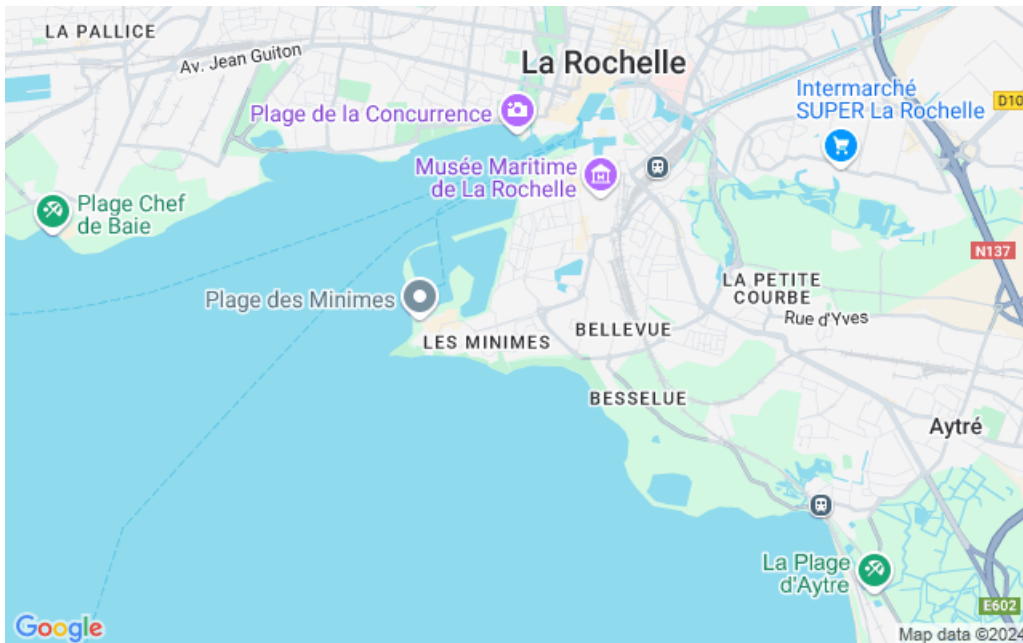 LA PALLICE
Av. Jean Guiton
La Rochelle
Intermarché
SUPER La Rochelle
D10
Plage de la Concurrence
Musée Maritime
de La Rochelle
Plage Chef
de Baie
N137
LA PETITE
COURBE
Plage des Minimes
Rue d'Yves
BELLEVUE
LES MINIMES
BESSELUE
Aytré
La Plage
d'Aytre
E602
Google
Map data ©2024